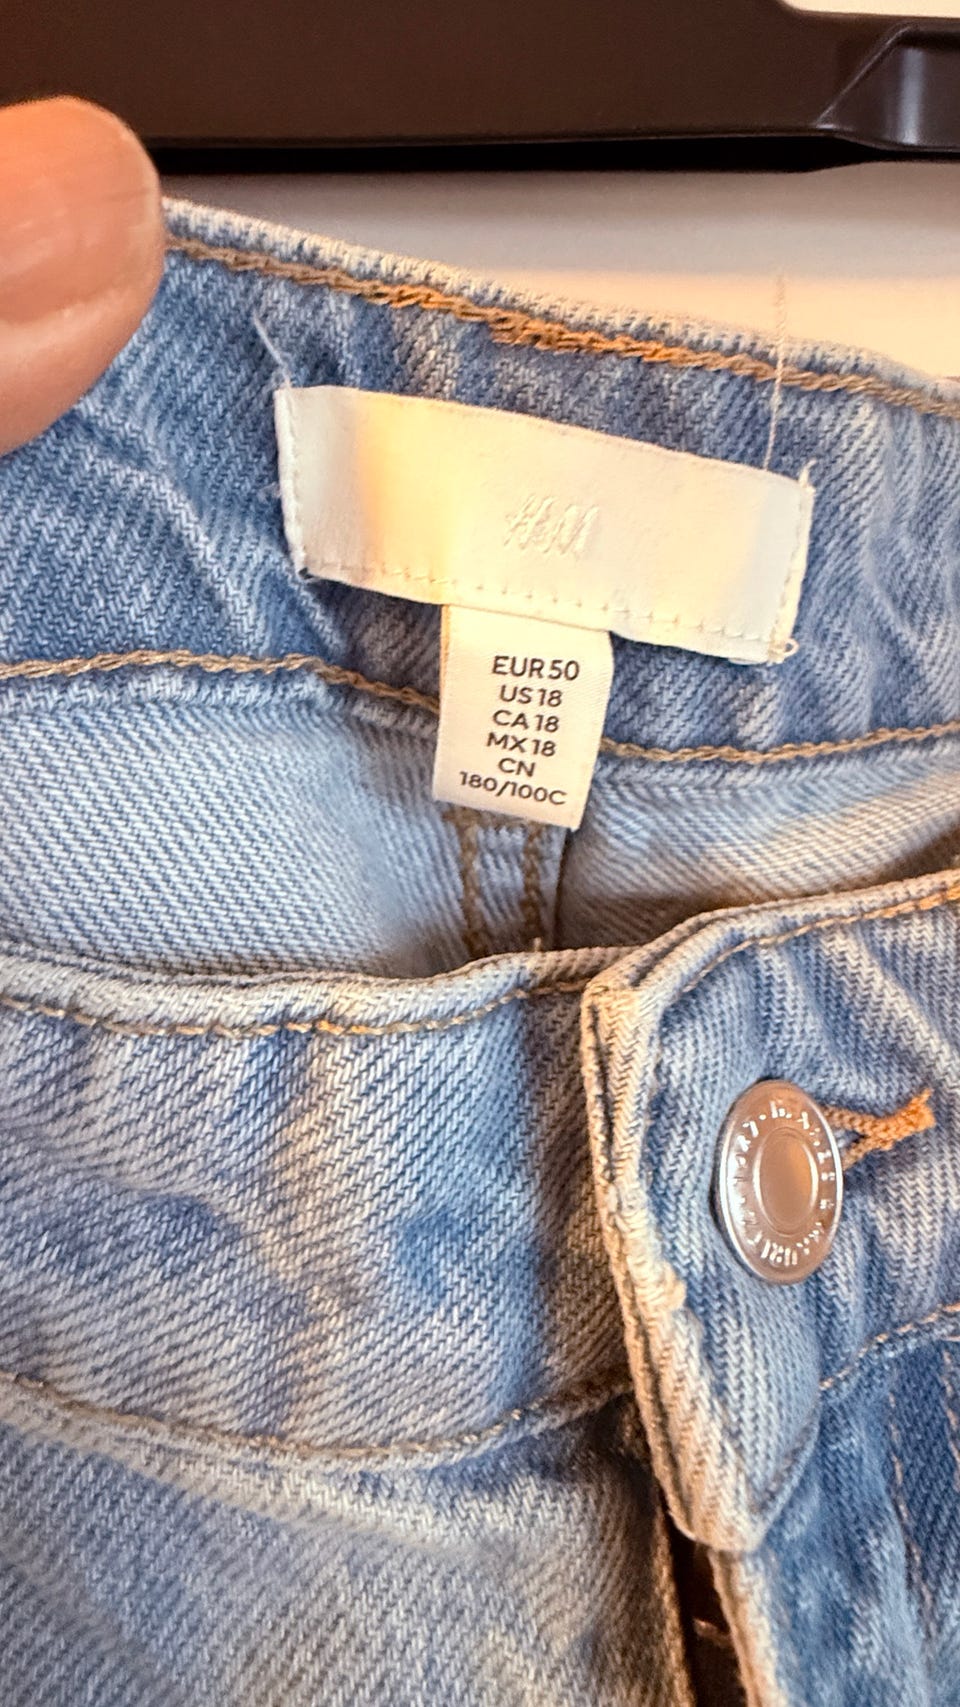 H&M
EUR 50
US 18
CA 18
MX 18
CN
180/100C